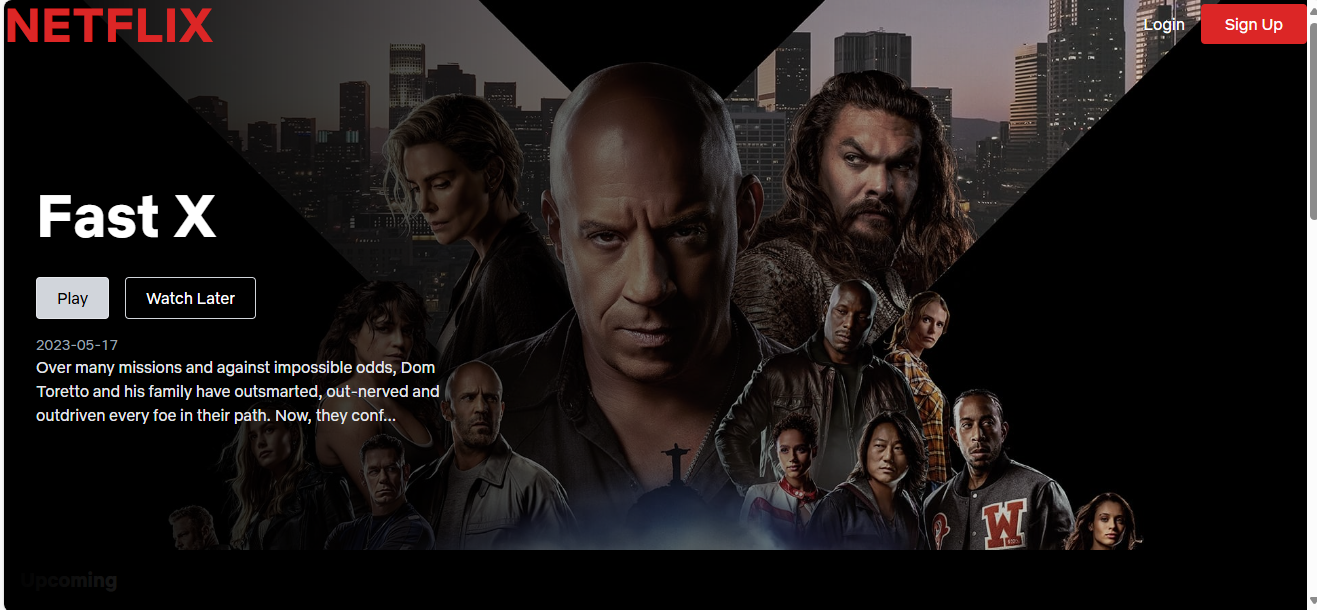 NETFLIX
Login
Sign Up
Fast X
Play
Watch Later
2023-05-17
Over many missions and against impossible odds, Dom
Toretto and his family have outsmarted, out-nerved and
outdriven every foe in their path. Now, they conf...
W
Upcoming